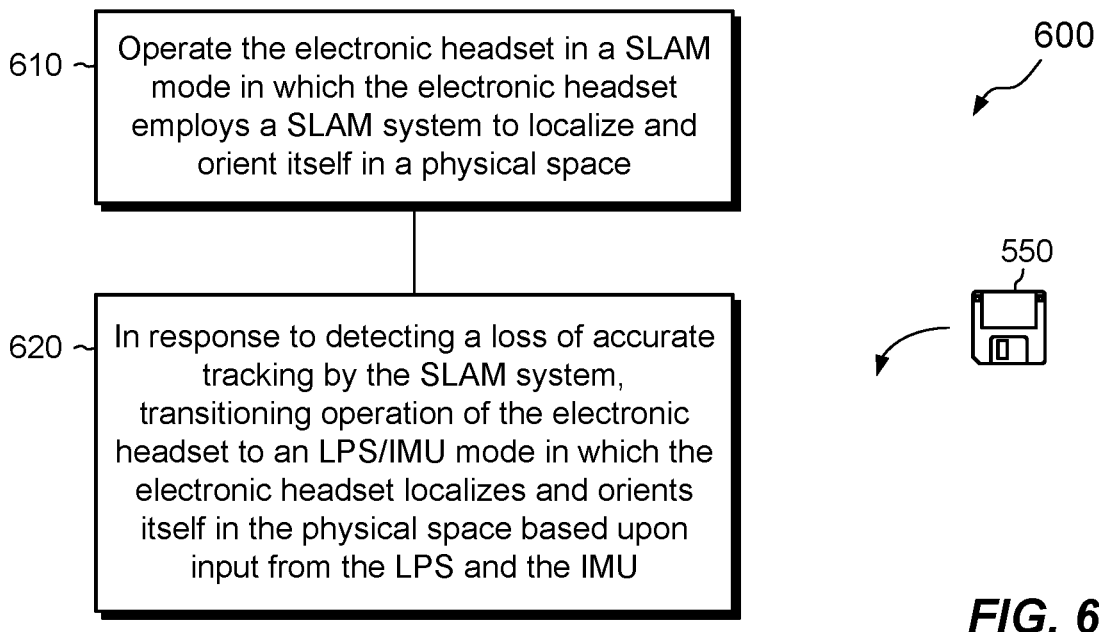 600
610
Operate the electronic headset in a SLAM
mode in which the electronic headset
employs a SLAM system to localize and
orient itself in a physical space
550
620
In response to detecting a loss of accurate
tracking by the SLAM system,
transitioning operation of the electronic
headset to an LPS/IMU mode in which the
electronic headset localizes and orients
itself in the physical space based upon
input from the LPS and the IMU
FIG. 6